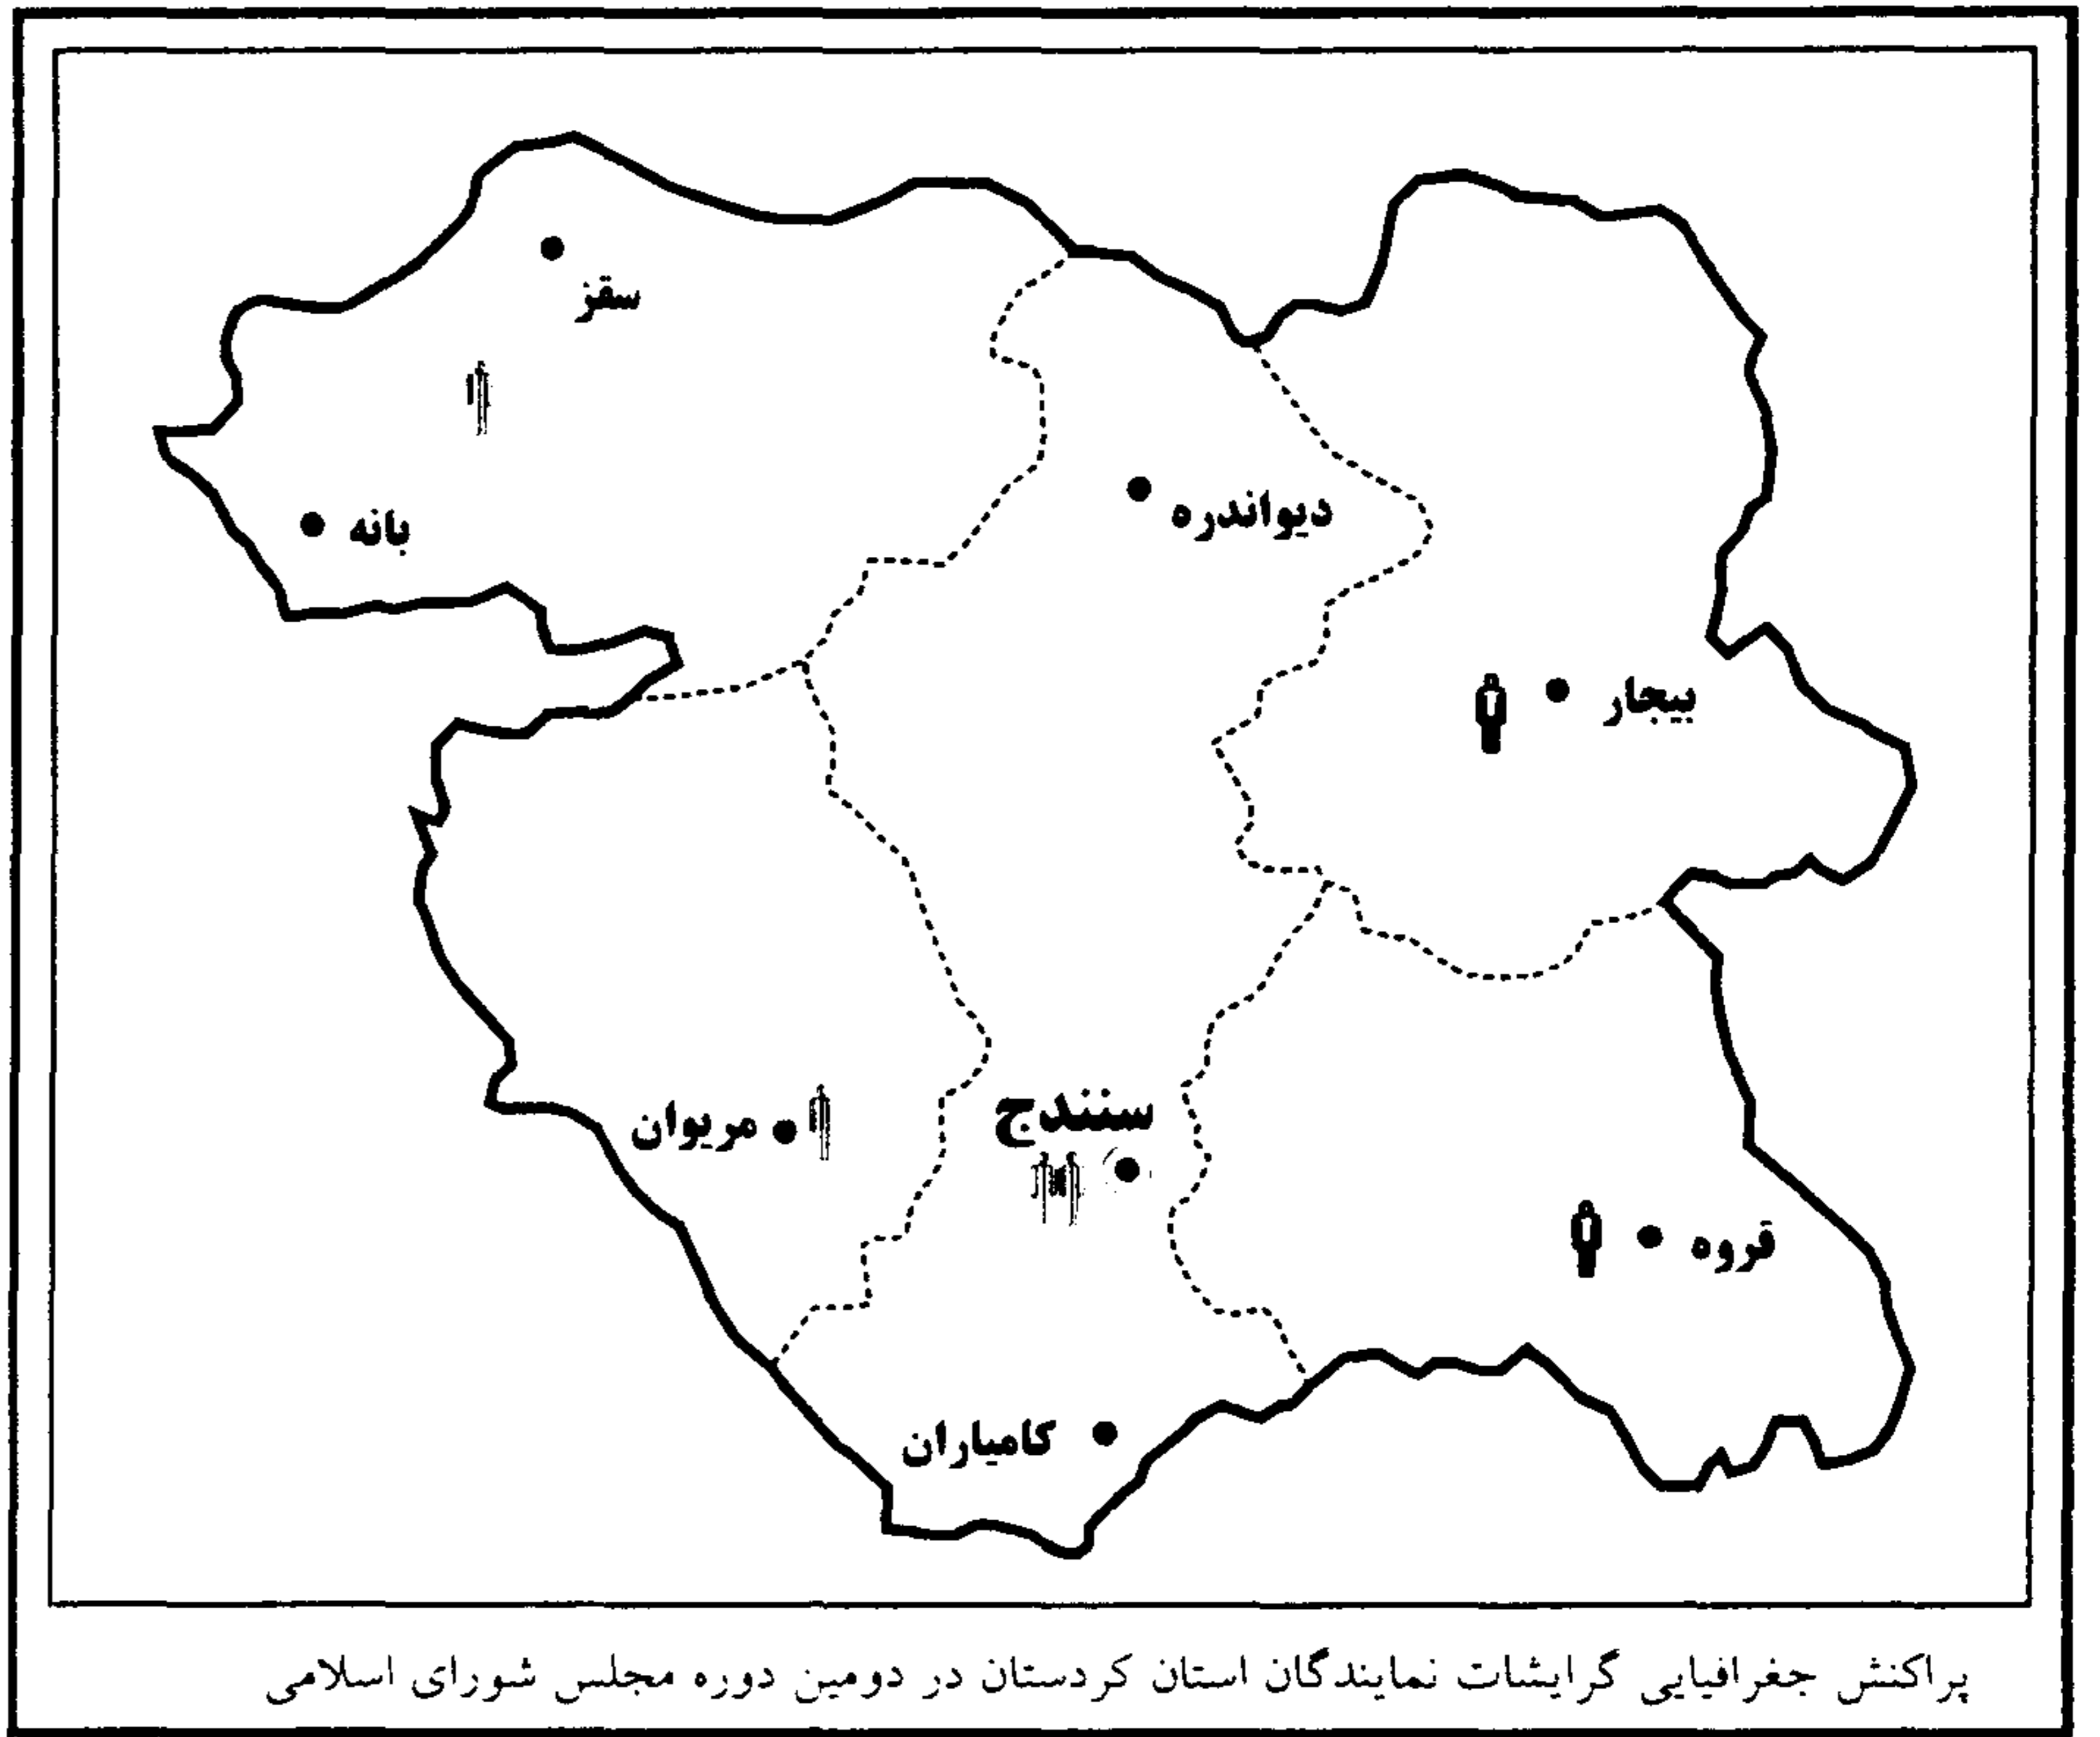 سقز
بانه
دیواندره
بیجار
مریوان
سنندج
قروه
کامیاران
پراکنش جغرافیایی گرایشات نمایندگان استان کردستان در دومین دوره مجلس شورای اسلامی